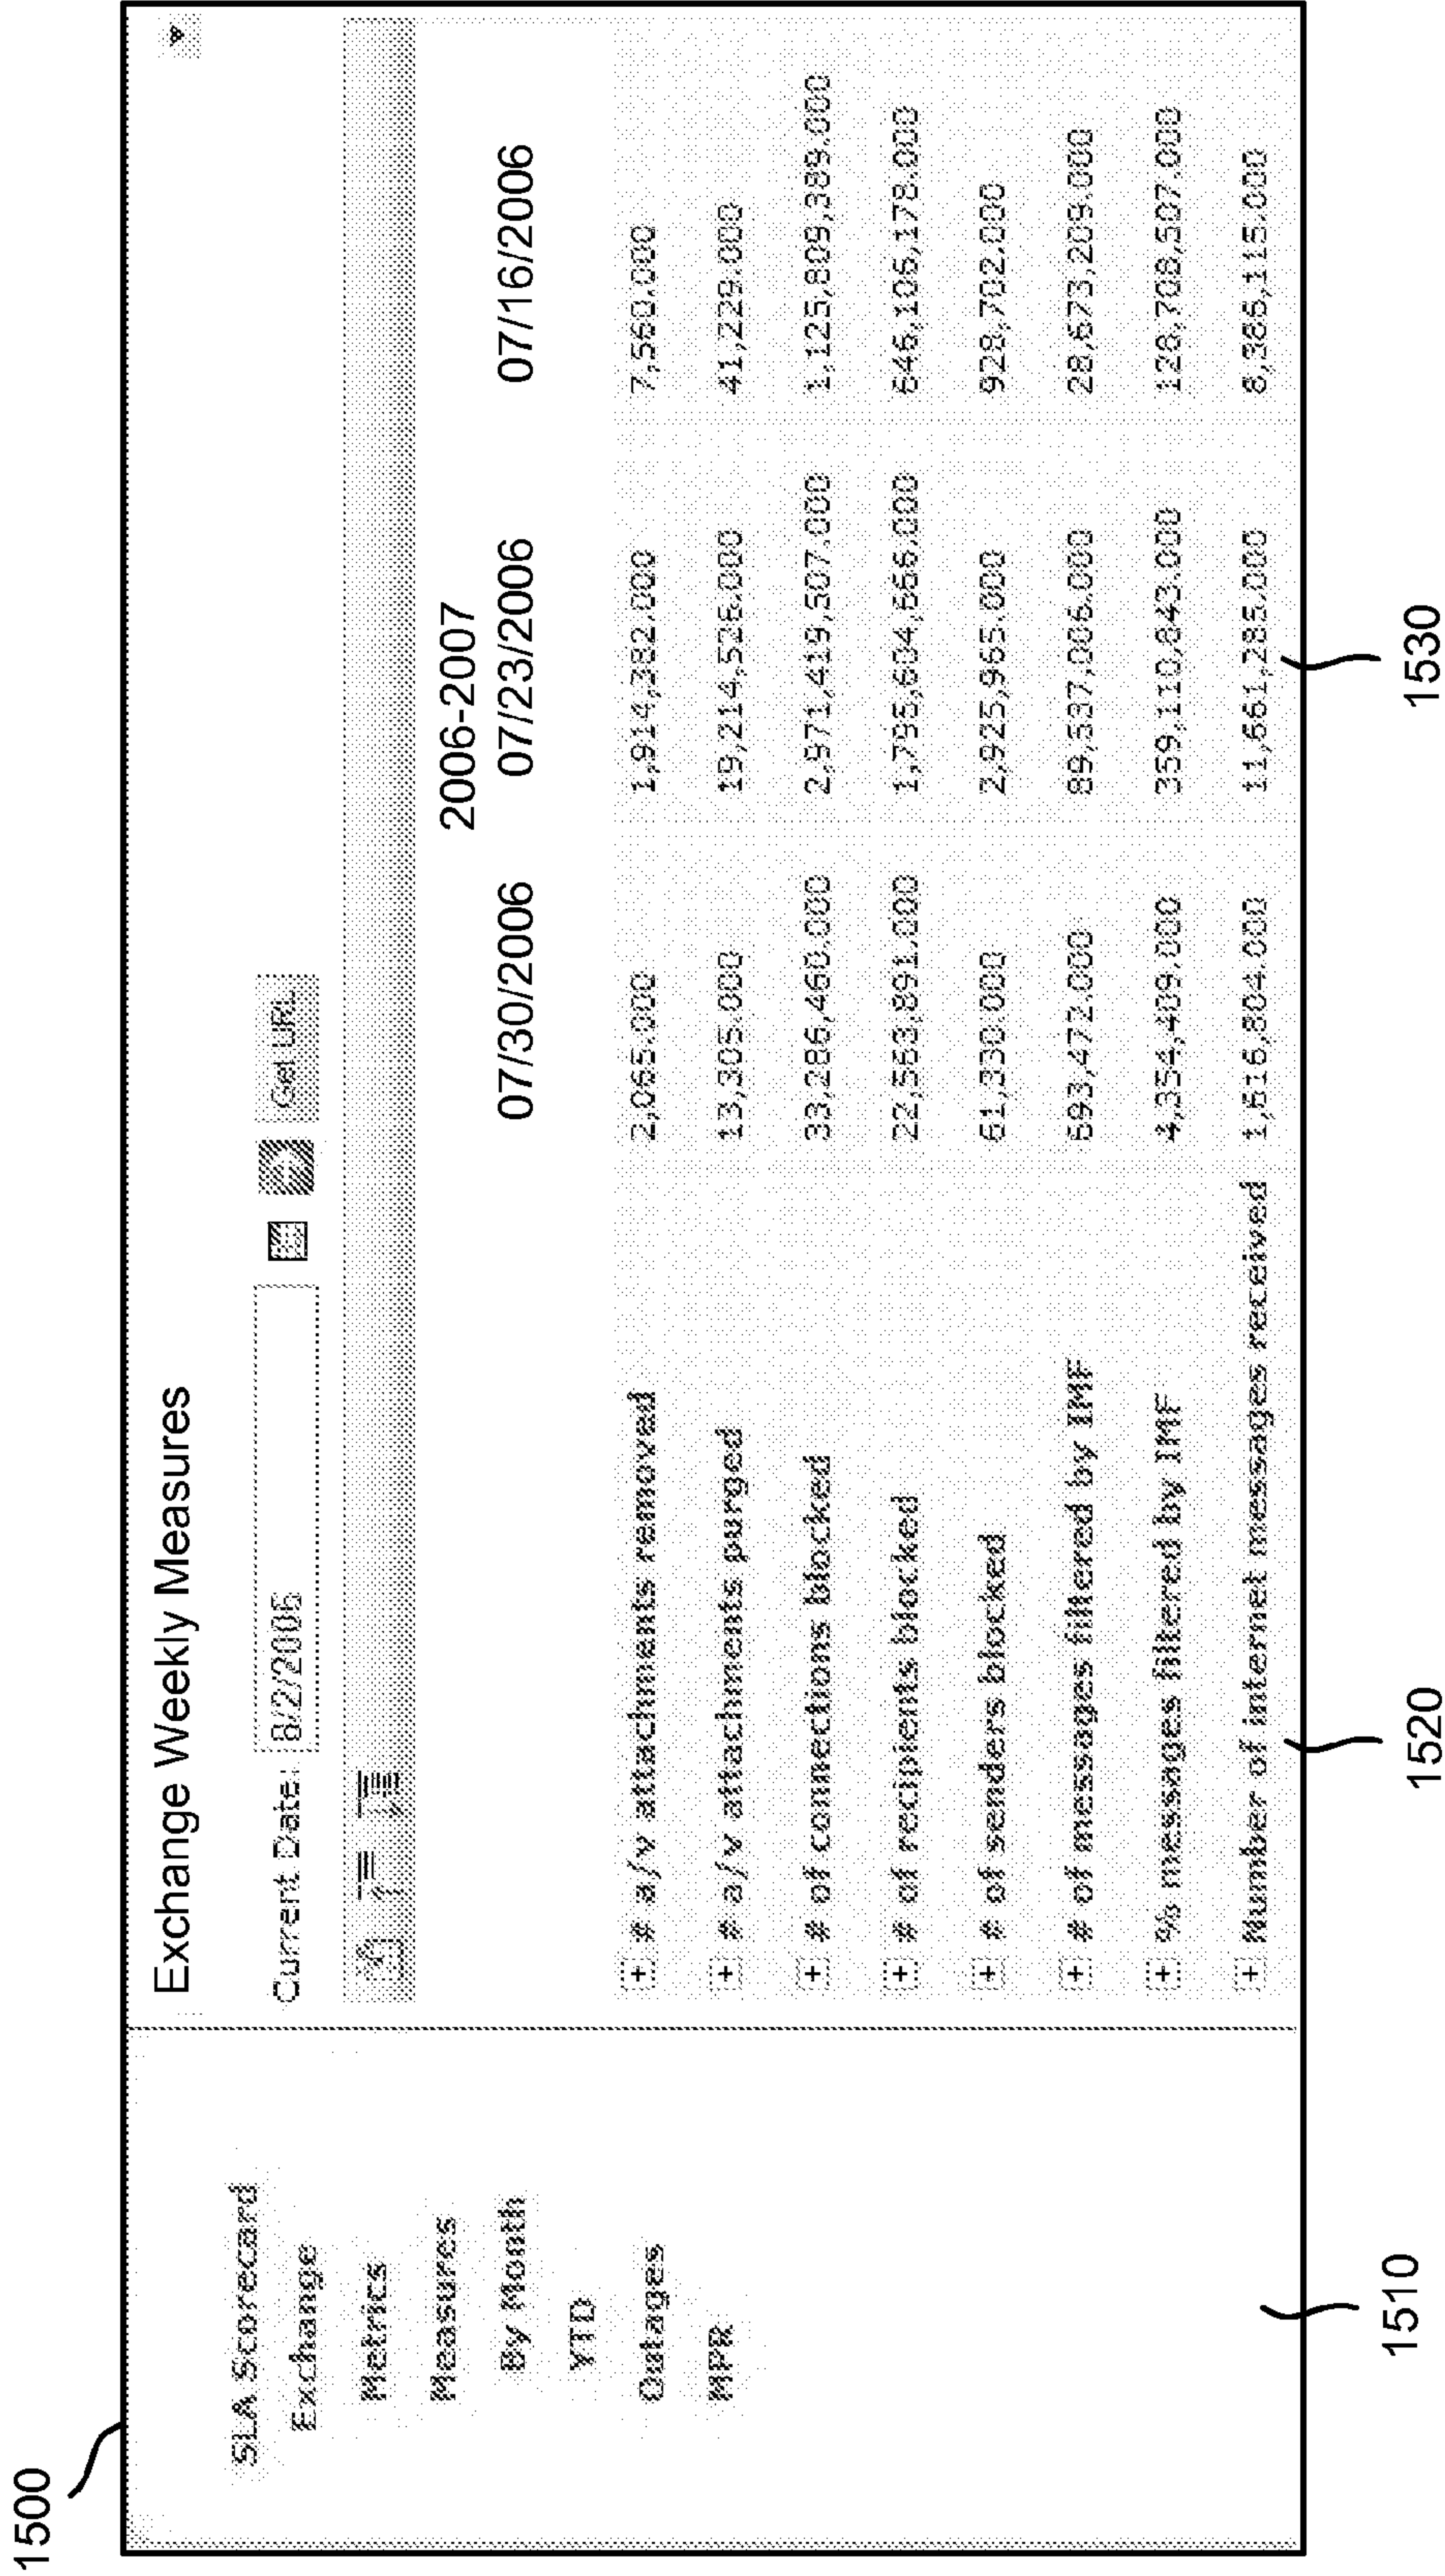 1500
SLA Scorecard
Exchange
Metrics
Measures
By Month
YTD
Outages
MPR
Exchange Weekly Measures
Current Date: 8/2/2006 Get URL
2006-2007
07/30/2006 07/23/2006 07/16/2006
# a/v attachments removed 2,065.000 1,914,382.000 7,560.000
# a/v attachments purged 13,305.000 19,214,526.000 41,229.000
# of connections blocked 33,286,460.000 2,971,419,507.000 1,125,809,389.000
# of recipients blocked 22,563,891.000 1,795,604,666.000 646,106,178.000
# of senders blocked 61,330.000 2,925,965.000 928,702.000
# of messages filtered by IMF 693,472.000 89,537,006.000 28,673,209.000
% messages filtered by IMF 4,354,409.000 359,110,843.000 128,708,507.000
Number of internet messages received 1,616,804.000 11,661,285.000 8,386,115.000
1510
1520
1530